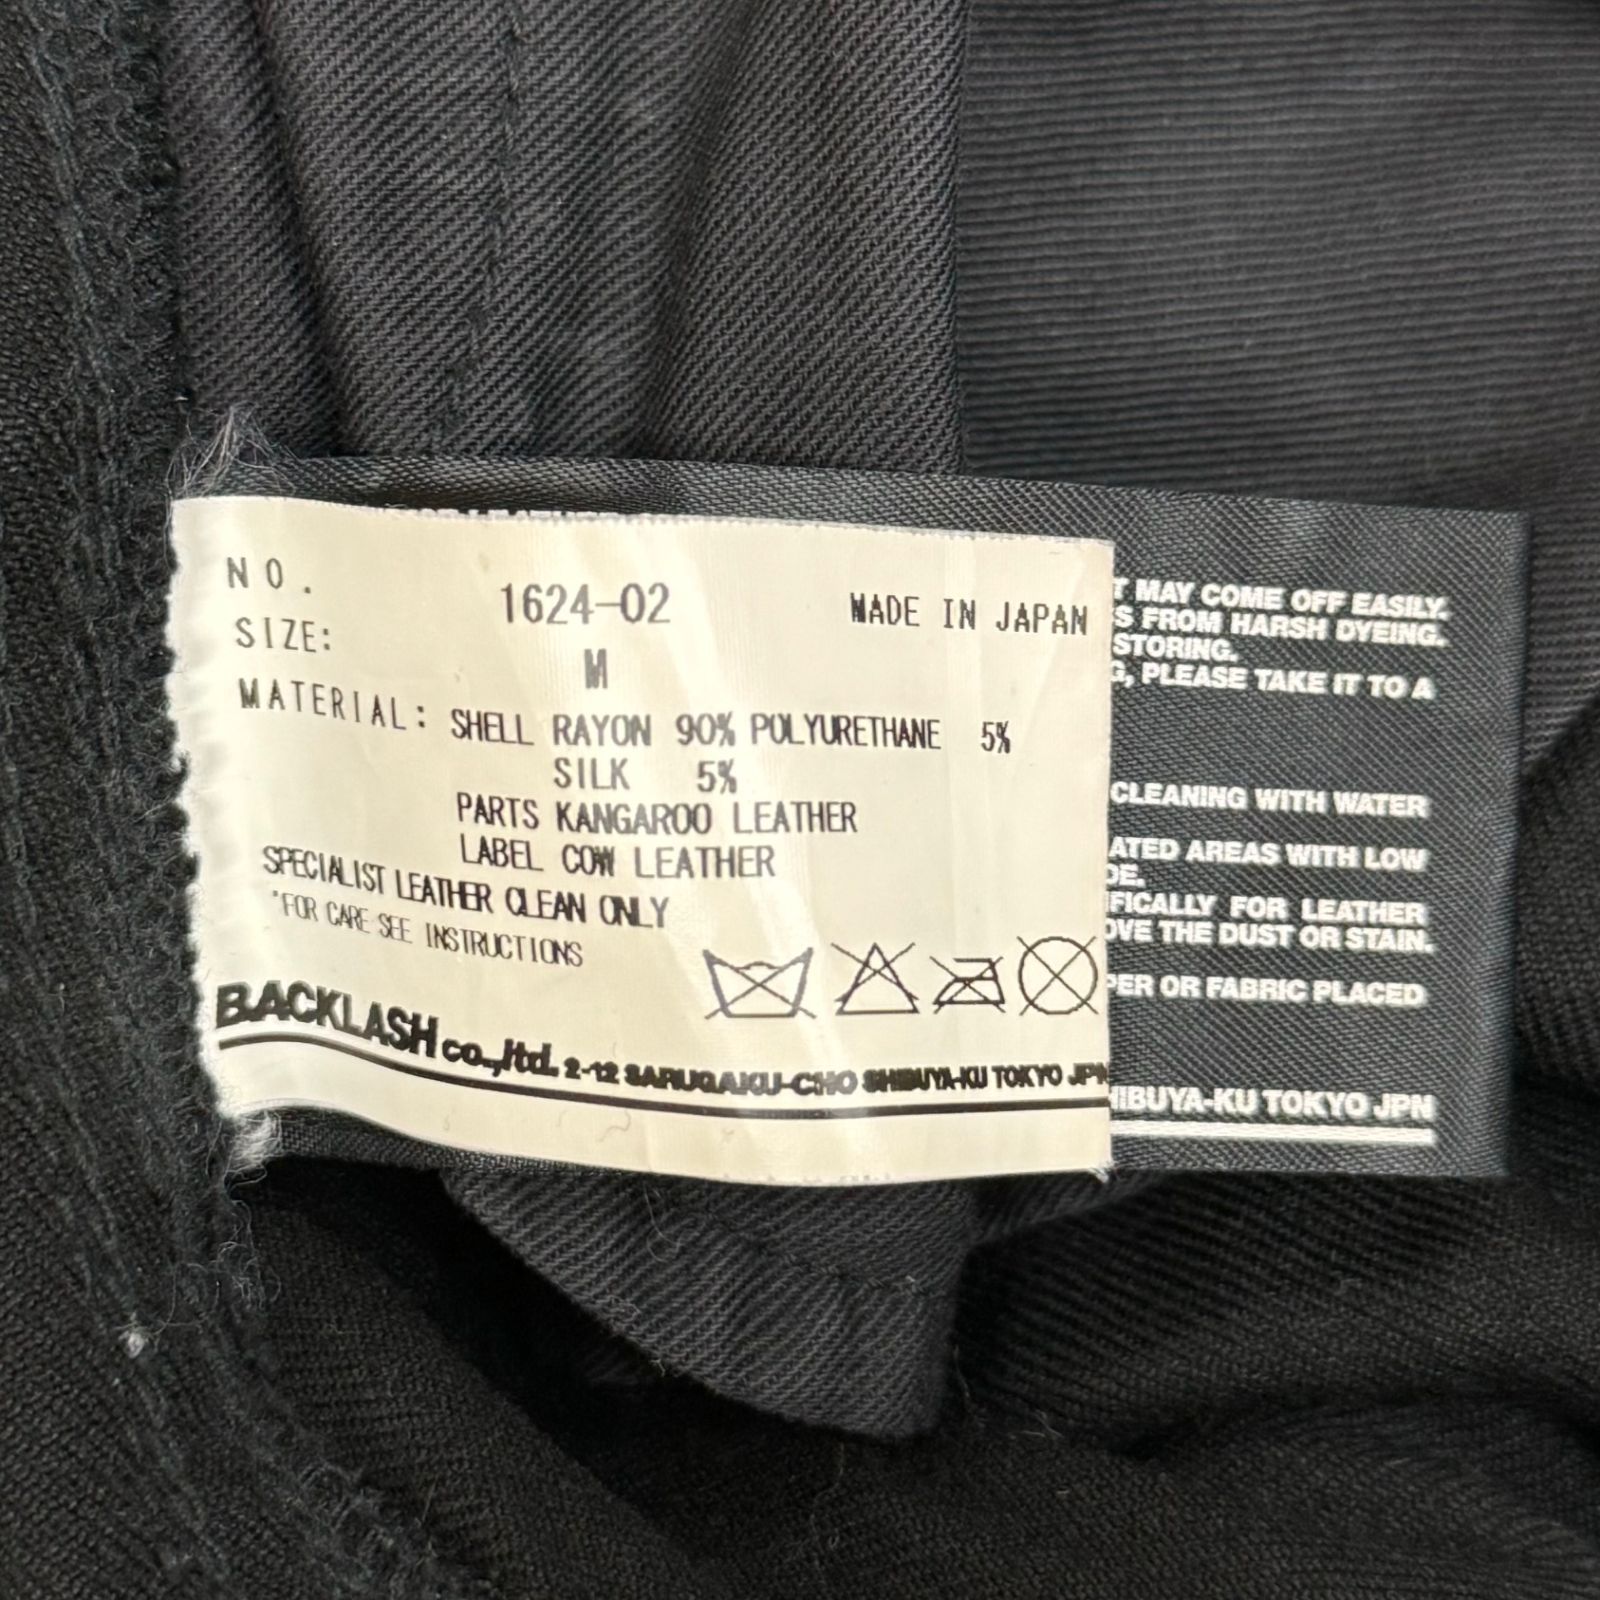 NO. 1624-02 MADE IN JAPAN
SIZE: M
MATERIAL: SHELL RAYON 90% POLYURETHANE 5%
SILK 5%
PARTS KANGAROO LEATHER
LABEL COW LEATHER
SPECIALIST LEATHER CLEAN ONLY
*FOR CARE SEE INSTRUCTIONS
BACKLASH co.,ltd. 2-12 SARUGAKU-CHO SHIBUYA-KU TOKYO JPN
T MAY COME OFF EASILY.
S FROM HARSH DYEING.
STORING.
G, PLEASE TAKE IT TO A
CLEANING WITH WATER
ATED AREAS WITH LOW
DE.
FICALLY FOR LEATHER
OVE THE DUST OR STAIN.
PER OR FABRIC PLACED
HIBUYA-KU TOKYO JPN